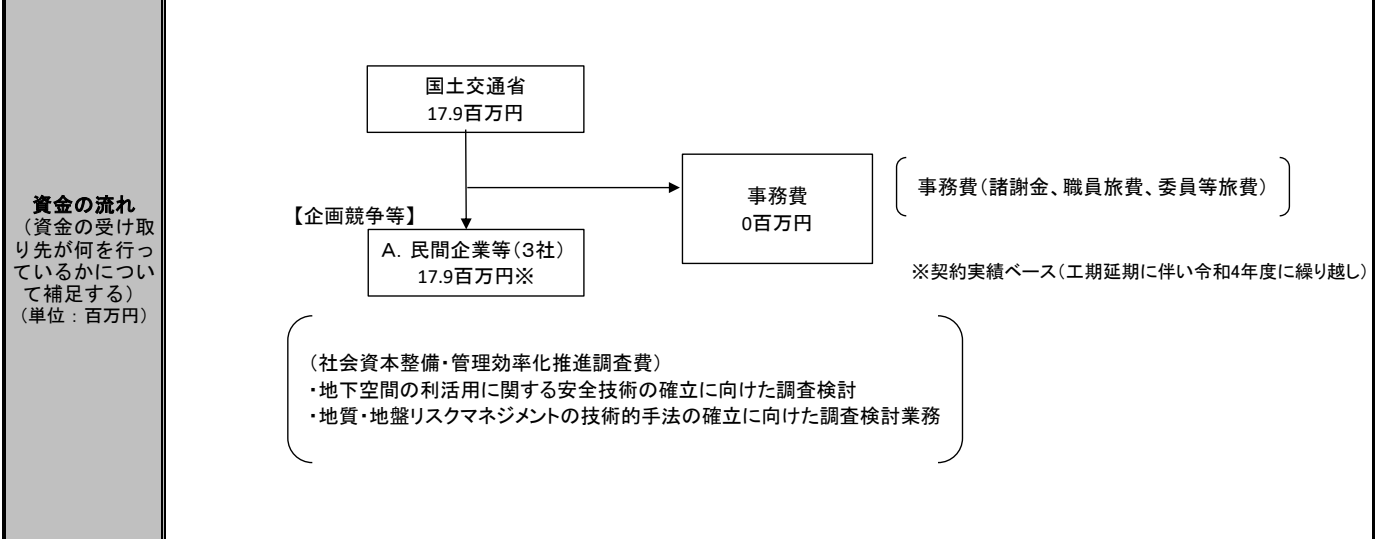 資金の流れ
（資金の受け取
り先が何を行っ
ているかについ
て補足する）
（単位：百万円）
国土交通省
17.9百万円
事務費
0百万円
事務費（諸謝金、職員旅費、委員等旅費）
【企画競争等】
A．民間企業等（3社）
17.9百万円※
※契約実績ベース（工期延期に伴い令和4年度に繰り越し）
（社会資本整備・管理効率化推進調査費）
・地下空間の利活用に関する安全技術の確立に向けた調査検討
・地質・地盤リスクマネジメントの技術的手法の確立に向けた調査検討業務